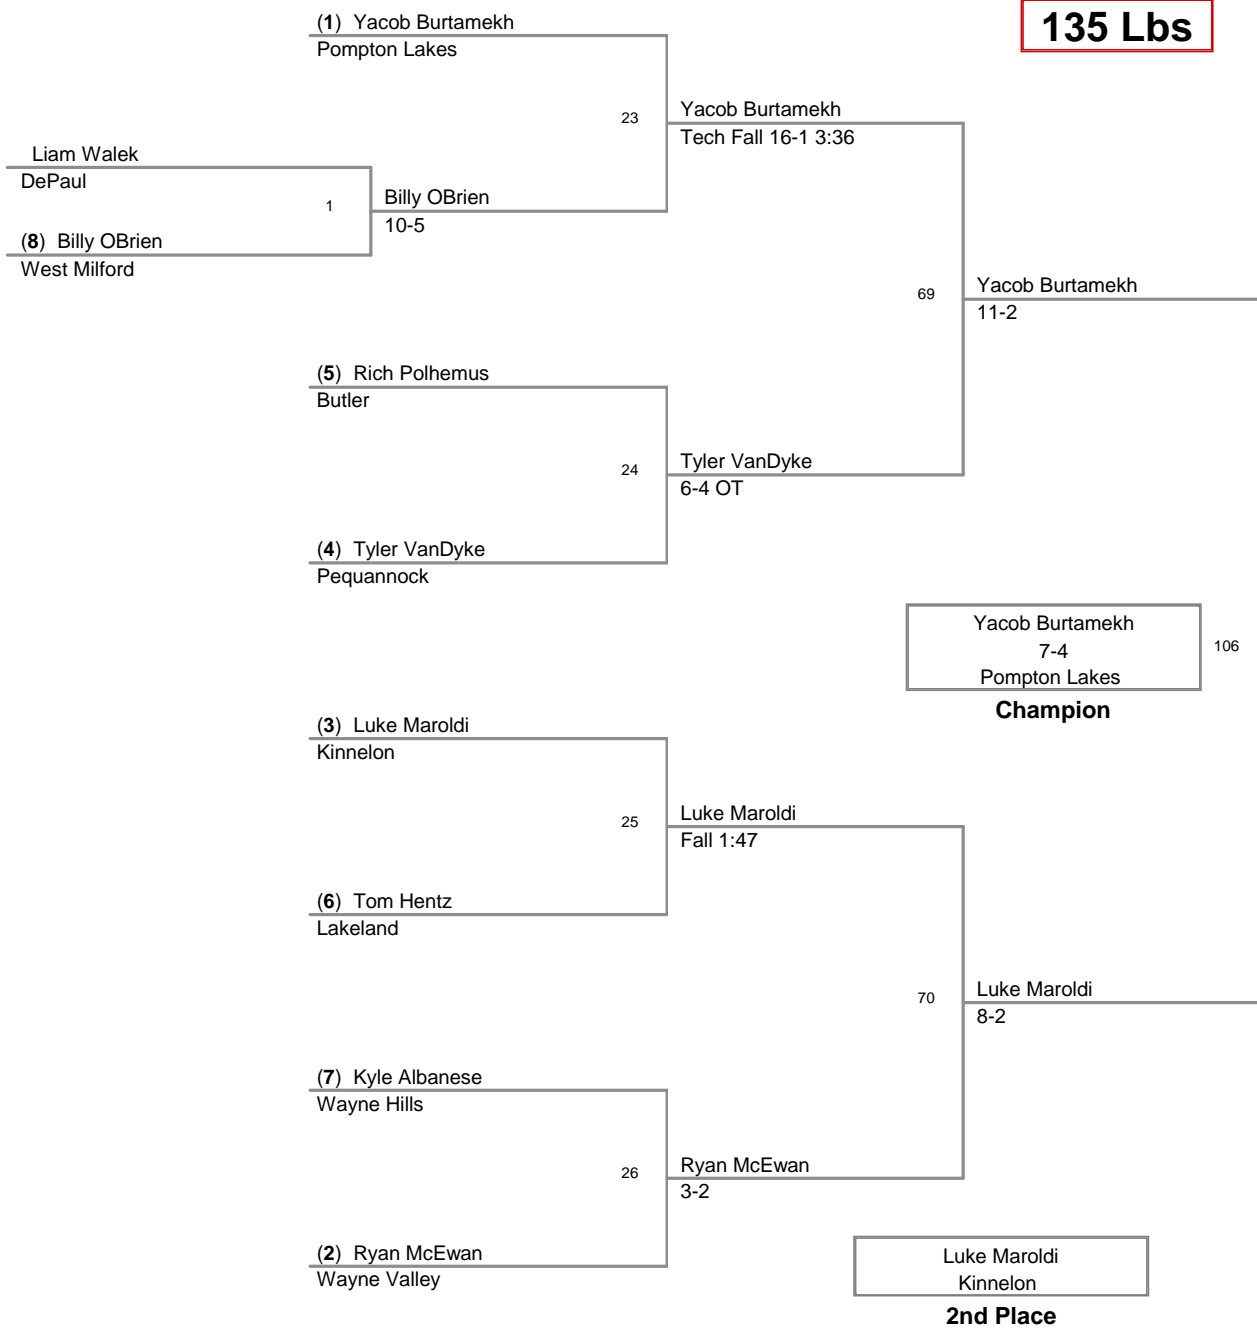 135 Lbs
(1) Yacob Burtamekh
Pompton Lakes
23
Yacob Burtamekh
Tech Fall 16-1 3:36
Liam Walek
DePaul
1
Billy OBrien
10-5
(8) Billy OBrien
West Milford
69
Yacob Burtamekh
11-2
(5) Rich Polhemus
Butler
24
Tyler VanDyke
6-4 OT
(4) Tyler VanDyke
Pequannock
Yacob Burtamekh
7-4
Pompton Lakes
106
Champion
(3) Luke Maroldi
Kinnelon
25
Luke Maroldi
Fall 1:47
(6) Tom Hentz
Lakeland
70
Luke Maroldi
8-2
(7) Kyle Albanese
Wayne Hills
26
Ryan McEwan
3-2
(2) Ryan McEwan
Wayne Valley
Luke Maroldi
Kinnelon
2nd Place